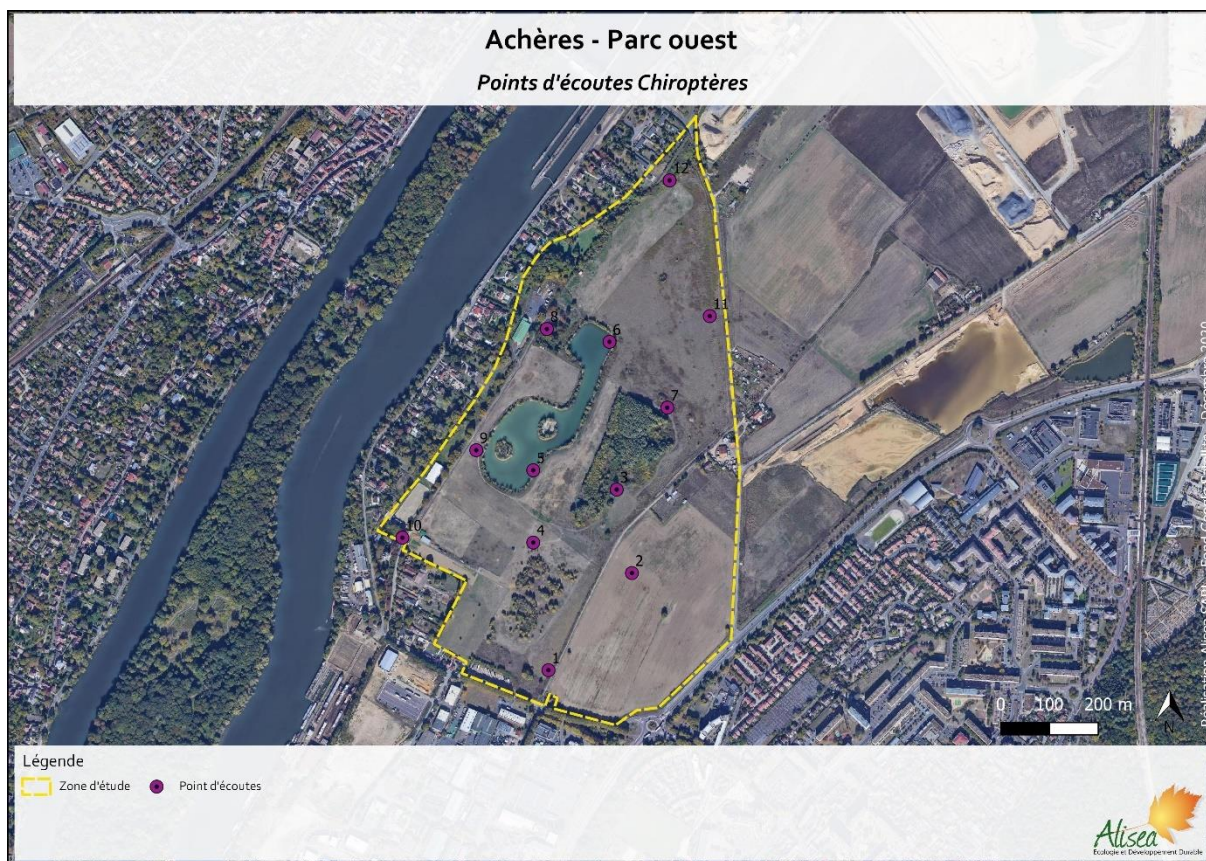 Achères - Parc ouest
Points d'écoutes Chiroptères
12
11
8
6
7
9
5
3
10
4
2
1
0 100 200 m
N
Légende
Zone d'étude
Point d'écoutes
Alisea
Ecologie et Développement Durable